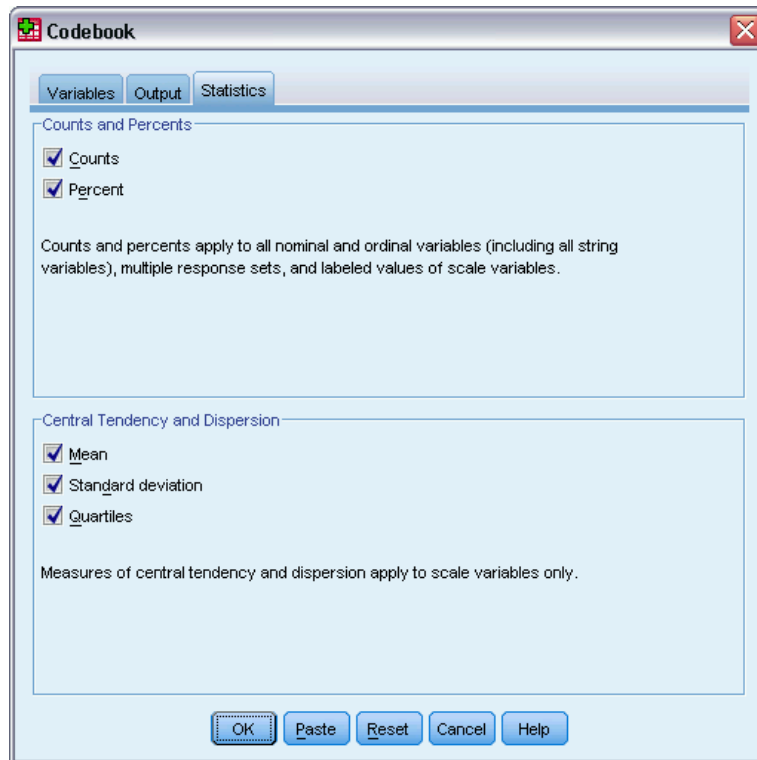 Codebook
Variables Output Statistics
Counts and Percents
Counts
Percent
Counts and percents apply to all nominal and ordinal variables (including all string
variables), multiple response sets, and labeled values of scale variables.
Central Tendency and Dispersion
Mean
Standard deviation
Quartiles
Measures of central tendency and dispersion apply to scale variables only.
OK Paste Reset Cancel Help